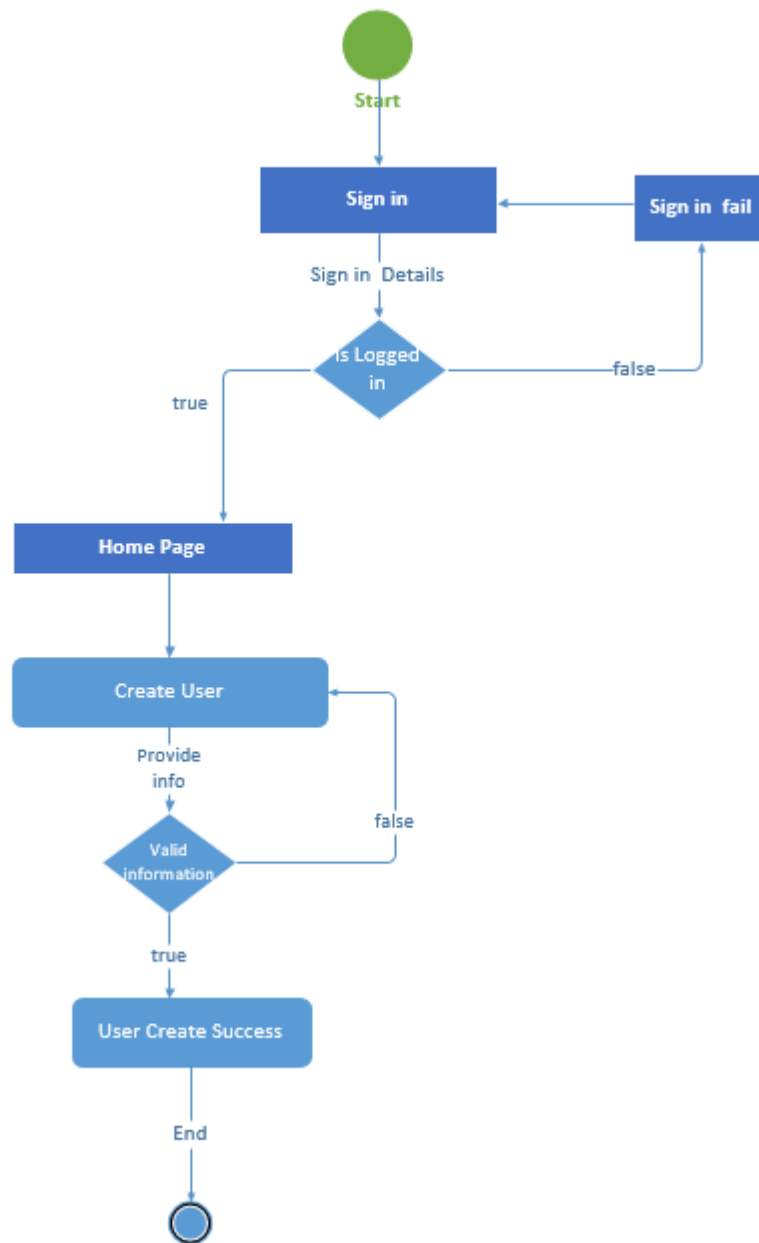 Start
Sign in
Sign in fail
Sign in Details
is Logged
in
false
true
Home Page
Create User
Provide
info
false
Valid
information
true
User Create Success
End